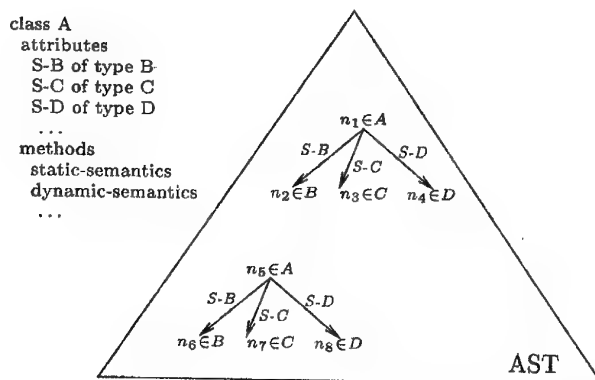 class A
attributes
S-B of type B
S-C of type C
S-D of type D
...
methods
static-semantics
dynamic-semantics
...
n₁∈A
S-B S-C S-D
n₂∈B n₃∈C n₄∈D
n₅∈A
S-B S-C S-D
n₆∈B n₇∈C n₈∈D
AST